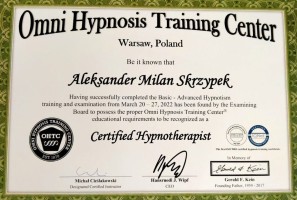 Omni Hypnosis Training Center
Warsaw, Poland
Be it known that
Aleksander Milan Skrzypek
Having successfully completed the Basic - Advanced Hypnotism
training and examination from March 20 - 27, 2022 has been found by the Examining
Board to possess the proper Omni Hypnosis Training Center®
educational requirements to be recognized as a
Certified Hypnotherapist
OHTC
In Memory of
Michał Cieślakowski
Designated Certified Instructor
Hansruedi Wipf
CEO
Gerald F. Kein
Founding Father, 1939 - 2017